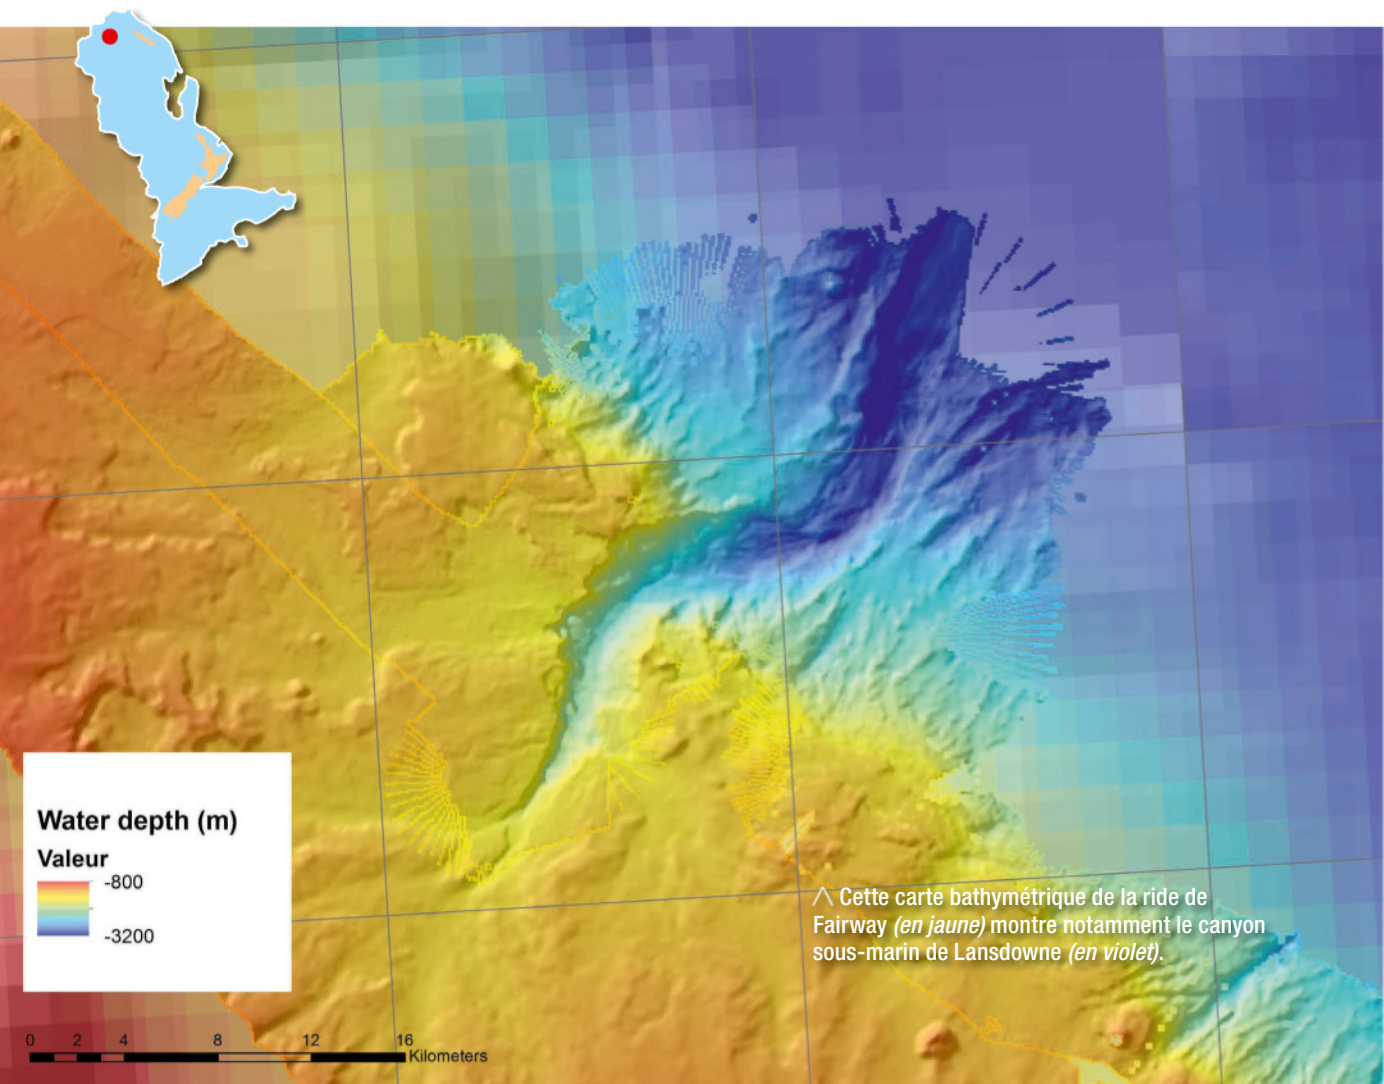 Water depth (m)
Valeur
-800
-3200
0 2 4 8 12 16
Kilometers
Cette carte bathymétrique de la ride de
Fairway (en jaune) montre notamment le canyon
sous-marin de Lansdowne (en violet).